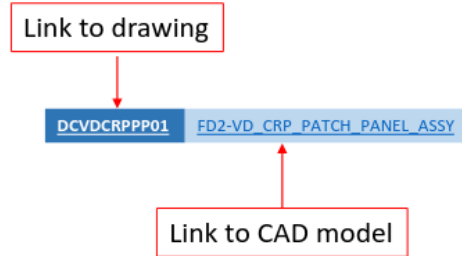 Link to drawing
DCVDCRPPP01 FD2-VD_CRP_PATCH_PANEL_ASSY
Link to CAD model